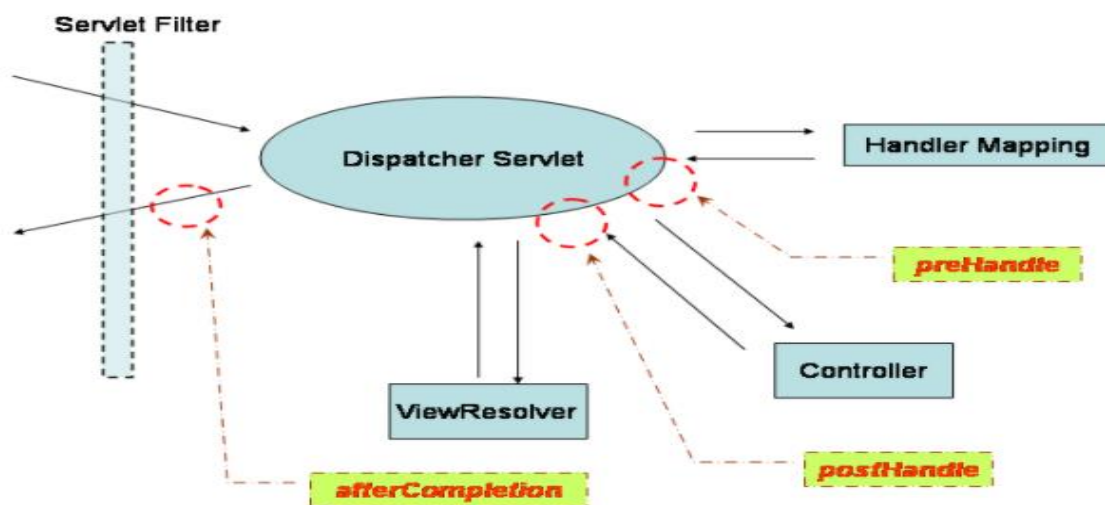 Servlet Filter
Dispatcher Servlet
Handler Mapping
preHandle
Controller
ViewResolver
postHandle
afterCompletion